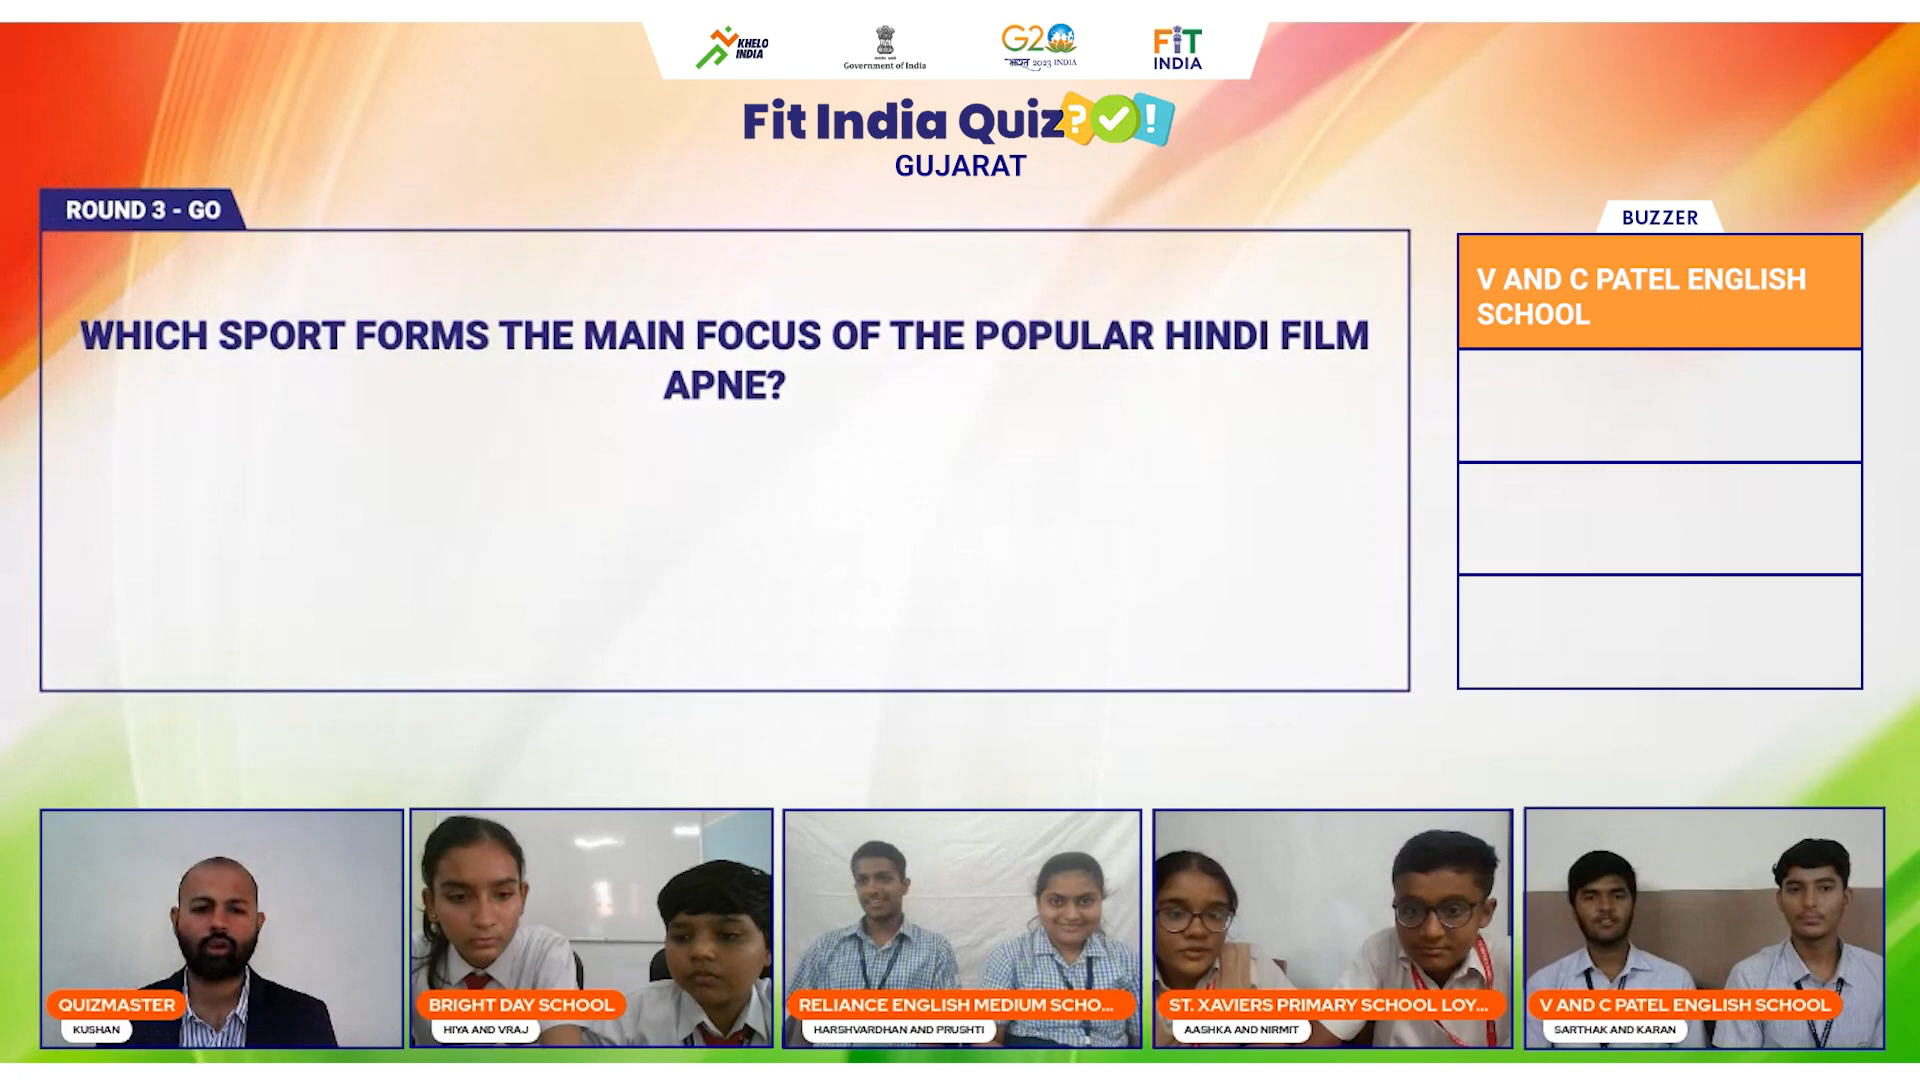 KHELO
INDIA
Government of India
G20
भारत 2023 INDIA
FIT
INDIA
Fit India Quiz?!
GUJARAT
ROUND 3 - GO
WHICH SPORT FORMS THE MAIN FOCUS OF THE POPULAR HINDI FILM
APNE?
BUZZER
V AND C PATEL ENGLISH
SCHOOL
QUIZMASTER
KUSHAN
BRIGHT DAY SCHOOL
HIYA AND VRAJ
RELIANCE ENGLISH MEDIUM SCHO...
HARSHVARDHAN AND PRUSHTI
ST. XAVIERS PRIMARY SCHOOL LOY...
AASHKA AND NIRMIT
V AND C PATEL ENGLISH SCHOOL
SARTHAK AND KARAN